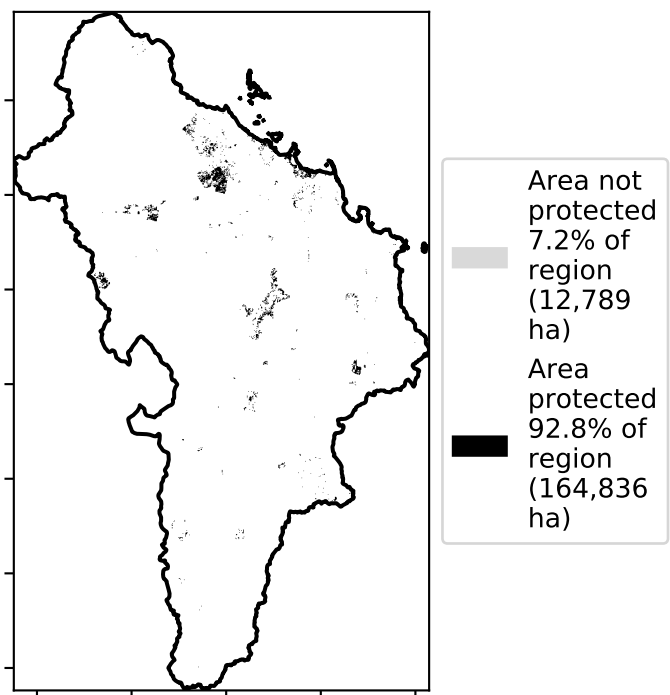 Area not
protected
7.2% of
region
(12,789
ha)
Area
protected
92.8% of
region
(164,836
ha)